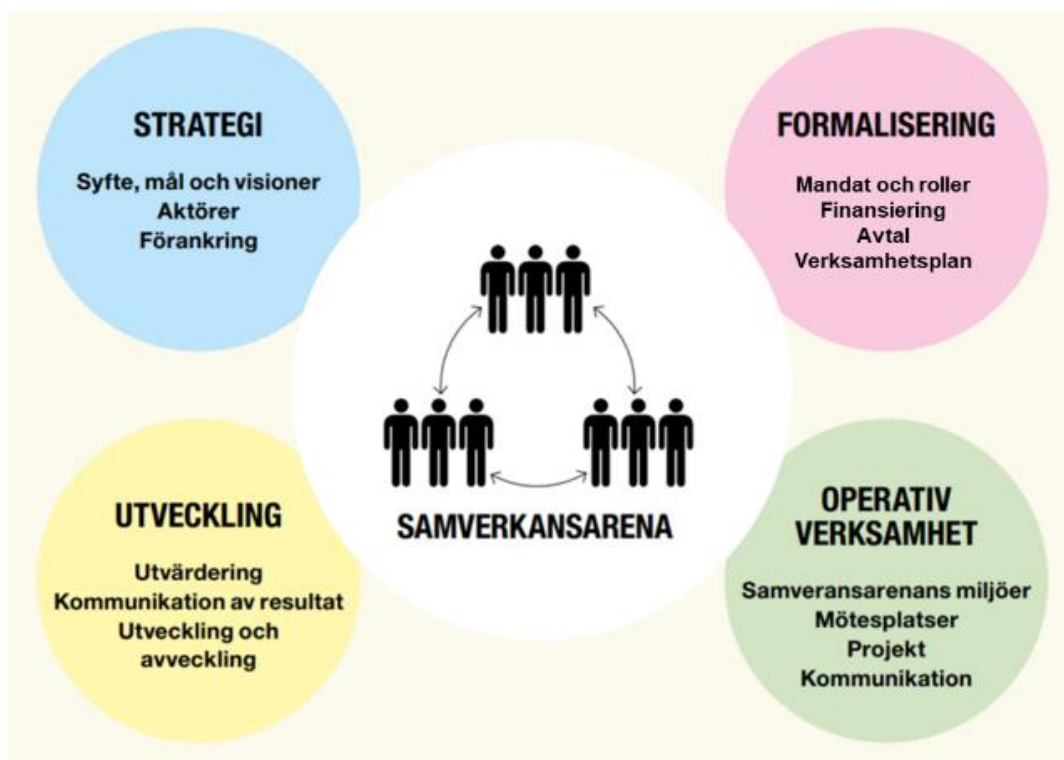 STRATEGI
Syfte, mål och visioner
Aktörer
Förankring
FORMALISERING
Mandat och roller
Finansiering
Avtal
Verksamhetsplan
SAMVERKANSARENA
UTVECKLING
Utvärdering
Kommunikation av resultat
Utveckling och
avveckling
OPERATIV
VERKSAMHET
Samveransarenans miljöer
Mötesplatser
Projekt
Kommunikation